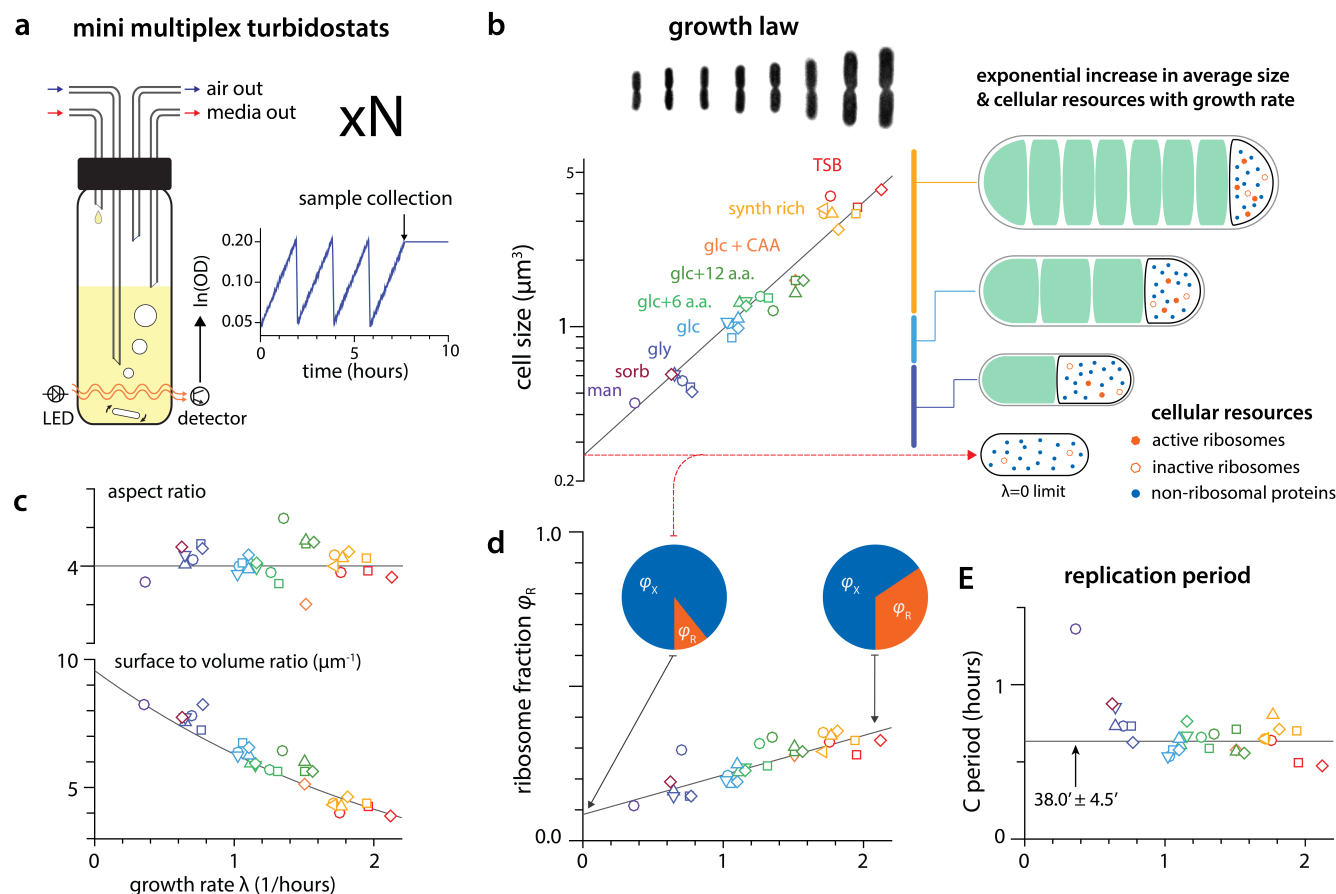 a
mini multiplex turbidostats
air out
media out
xN
sample collection
ln(OD)
0.20
0.10
0.05
0
5
10
time (hours)
LED
detector
b
growth law
exponential increase in average size
& cellular resources with growth rate
cell size (μm³)
5
1
0.2
TSB
synth rich
glc + CAA
glc+12 a.a.
glc+6 a.a.
glc
gly
sorb
man
λ=0 limit
cellular resources
active ribosomes
inactive ribosomes
non-ribosomal proteins
c
aspect ratio
4
surface to volume ratio (μm⁻¹)
10
5
0
1
2
growth rate λ (1/hours)
d
ribosome fraction φR
1.0
0.0
φX
φR
φX
φR
0
1
2
E
replication period
C period (hours)
1
0
38.0′ ± 4.5′
0
1
2